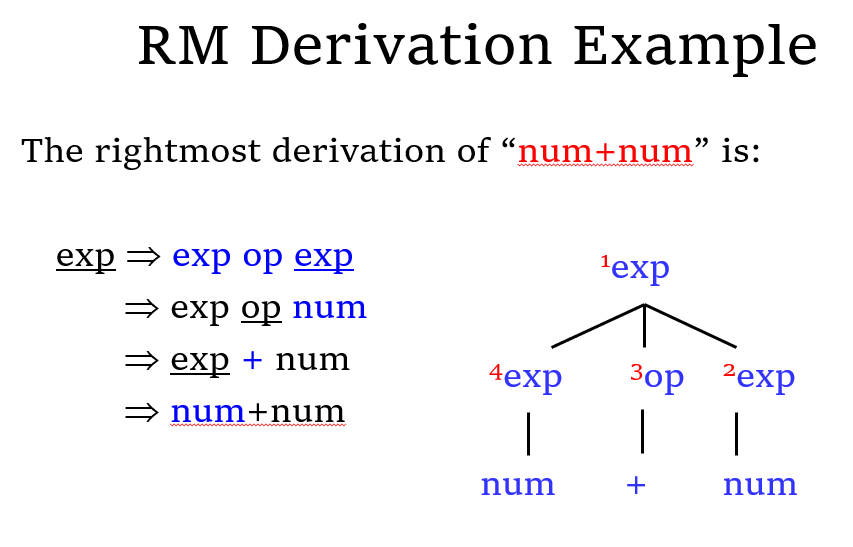 RM Derivation Example
The rightmost derivation of “num+num” is:
exp ⇒ exp op exp
⇒ exp op num
⇒ exp + num
⇒ num+num
¹exp
⁴exp ³op ²exp
num + num